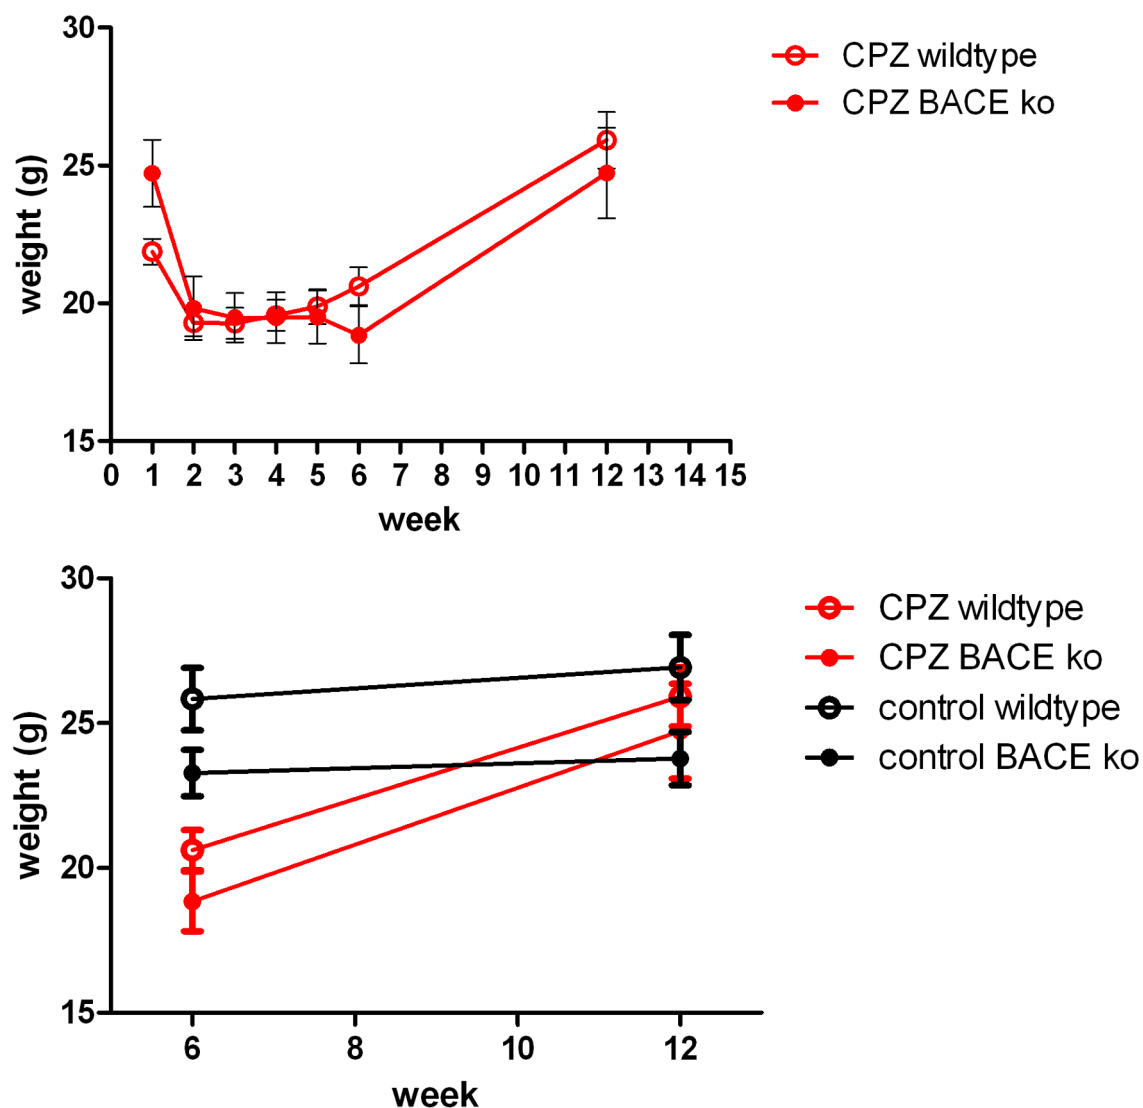 30
25
20
15
weight (g)
0 1 2 3 4 5 6 7 8 9 10 11 12 13 14 15
week
CPZ wildtype
CPZ BACE ko
30
25
20
15
weight (g)
6 8 10 12
week
CPZ wildtype
CPZ BACE ko
control wildtype
control BACE ko